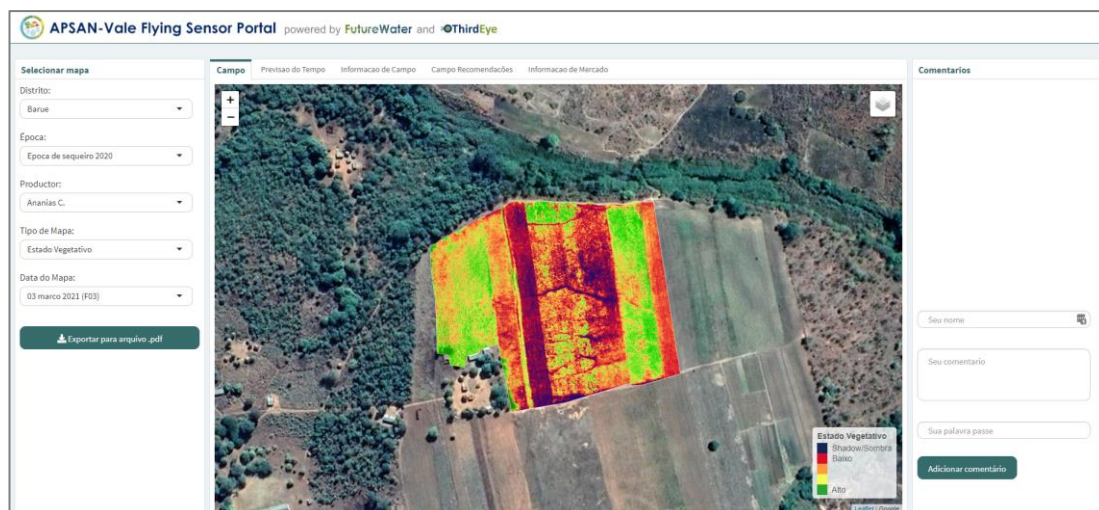 APSAN-Vale Flying Sensor Portal powered by FutureWater and ThirdEye
Selecionar mapa
Distrito:
Barue
Época:
Epoca de sequeiro 2020
Productor:
Ananias C.
Tipo de Mapa:
Estado Vegetativo
Data do Mapa:
03 marco 2021 (F03)
Exportar para arquivo .pdf
Campo Previsao do Tempo Informacao de Campo Campo Recomendacões Informacao de Mercado
+
−
Estado Vegetativo
Shadow/Sombra
Baixo
Alto
Leaflet | Google
Comentarios
Seu nome
Seu comentario
Sua palavra passe
Adicionar comentário